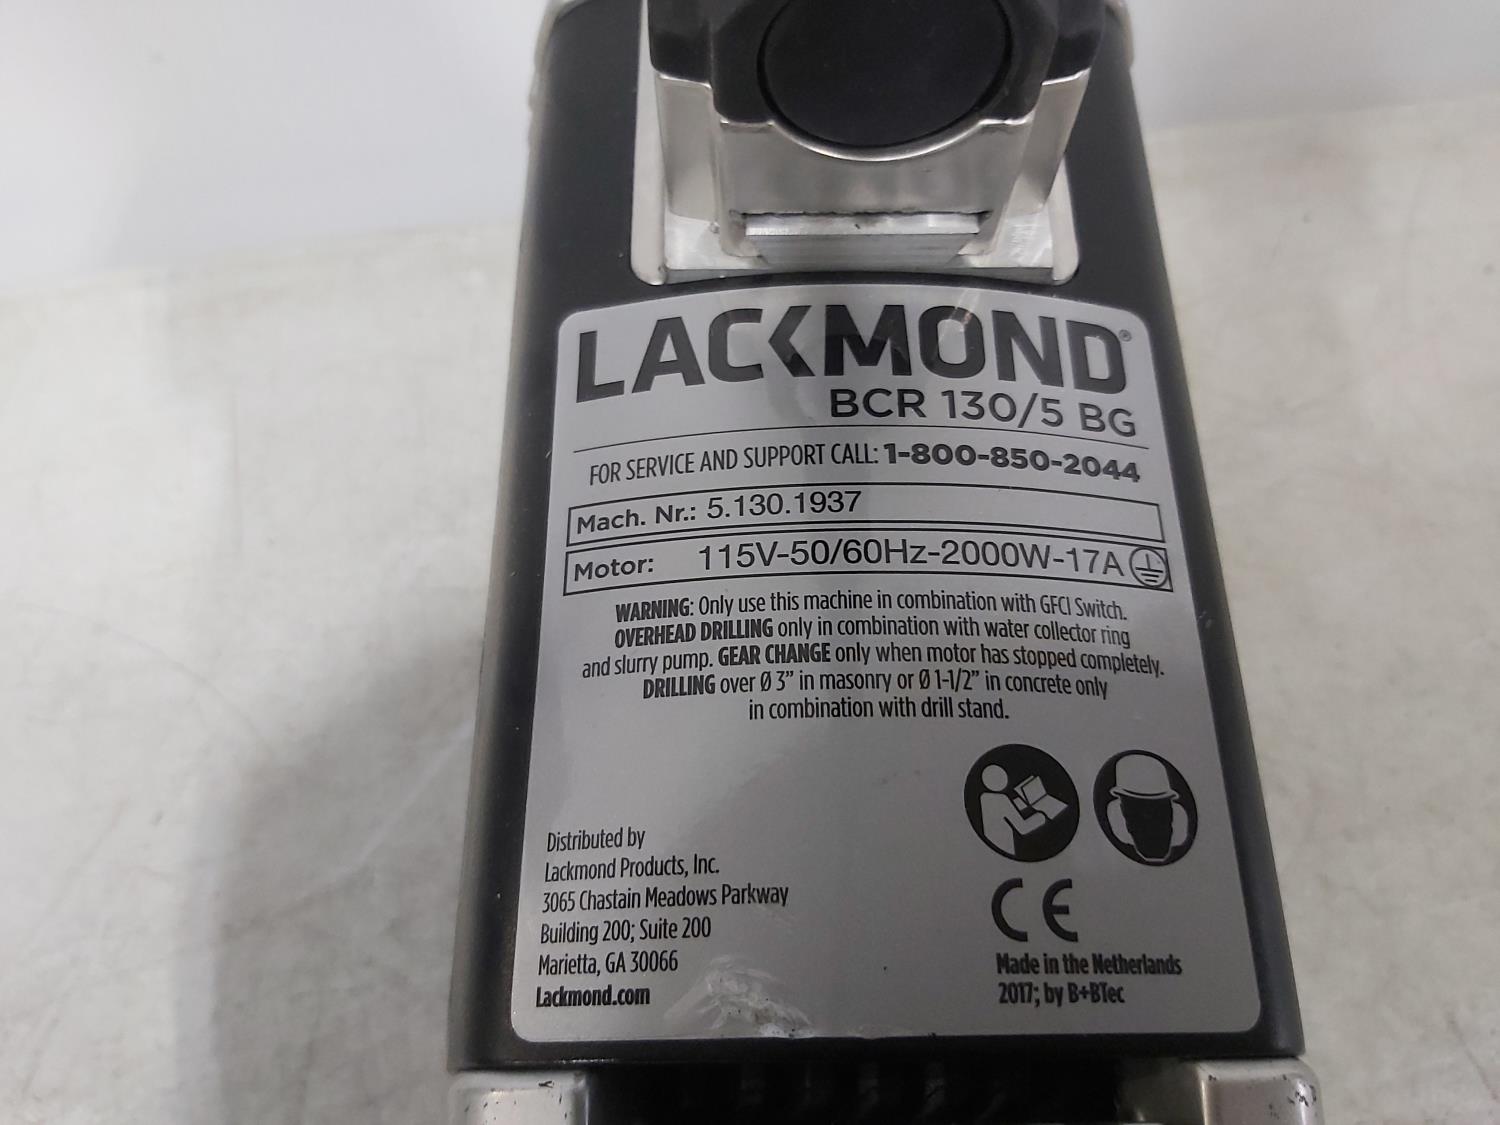 LACKMOND®
BCR 130/5 BG
FOR SERVICE AND SUPPORT CALL: 1-800-850-2044
Mach. Nr.: 5.130.1937
Motor: 115V-50/60Hz-2000W-17A
WARNING: Only use this machine in combination with GFCI Switch.
OVERHEAD DRILLING only in combination with water collector ring
and slurry pump. GEAR CHANGE only when motor has stopped completely.
DRILLING over Ø 3” in masonry or Ø 1-1/2” in concrete only
in combination with drill stand.
Distributed by
Lackmond Products, Inc.
3065 Chastain Meadows Parkway
Building 200; Suite 200
Marietta, GA 30066
Lackmond.com
CE
Made in the Netherlands
2017; by B+BTec